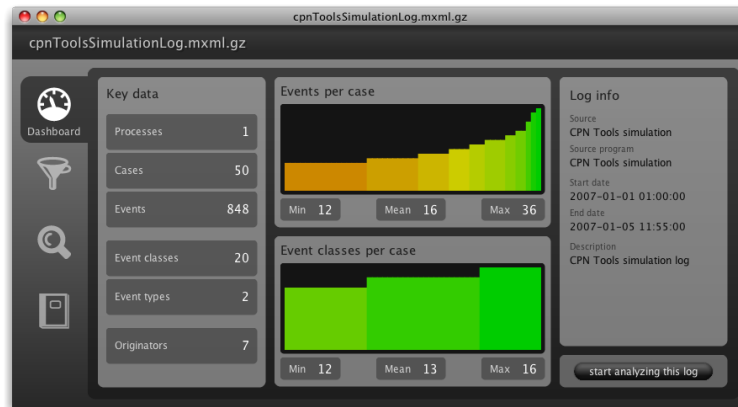 cpnToolsSimulationLog.mxml.gz
cpnToolsSimulationLog.mxml.gz
Dashboard
Key data
Processes 1
Cases 50
Events 848
Event classes 20
Event types 2
Originators 7
Events per case
Min 12 Mean 16 Max 36
Event classes per case
Min 12 Mean 13 Max 16
Log info
Source
CPN Tools simulation
Source program
CPN Tools simulation
Start date
2007-01-01 01:00:00
End date
2007-01-05 11:55:00
Description
CPN Tools simulation log
start analyzing this log